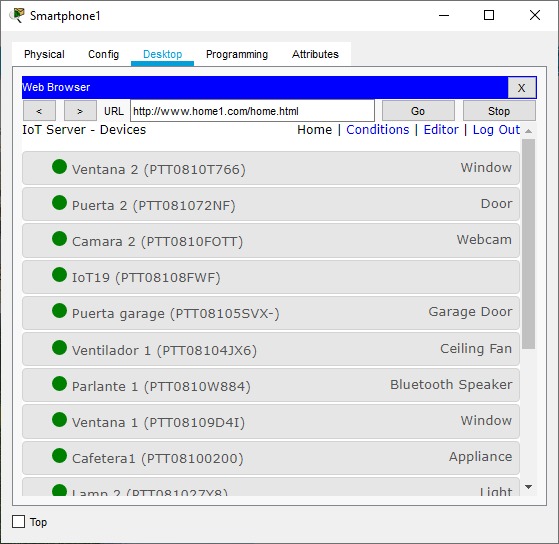 Smartphone1
Physical Config Desktop Programming Attributes
Web Browser X
< > URL http://www.home1.com/home.html Go Stop
IoT Server - Devices Home | Conditions | Editor | Log Out
Ventana 2 (PTT0810T766) Window
Puerta 2 (PTT081072NF) Door
Camara 2 (PTT0810FOTT) Webcam
IoT19 (PTT08108FWF)
Puerta garage (PTT08105SVX-) Garage Door
Ventilador 1 (PTT08104JX6) Ceiling Fan
Parlante 1 (PTT0810W884) Bluetooth Speaker
Ventana 1 (PTT08109D4I) Window
Cafetera1 (PTT08100200) Appliance
Lamp 2 (PTT081027Y8) Light
Top